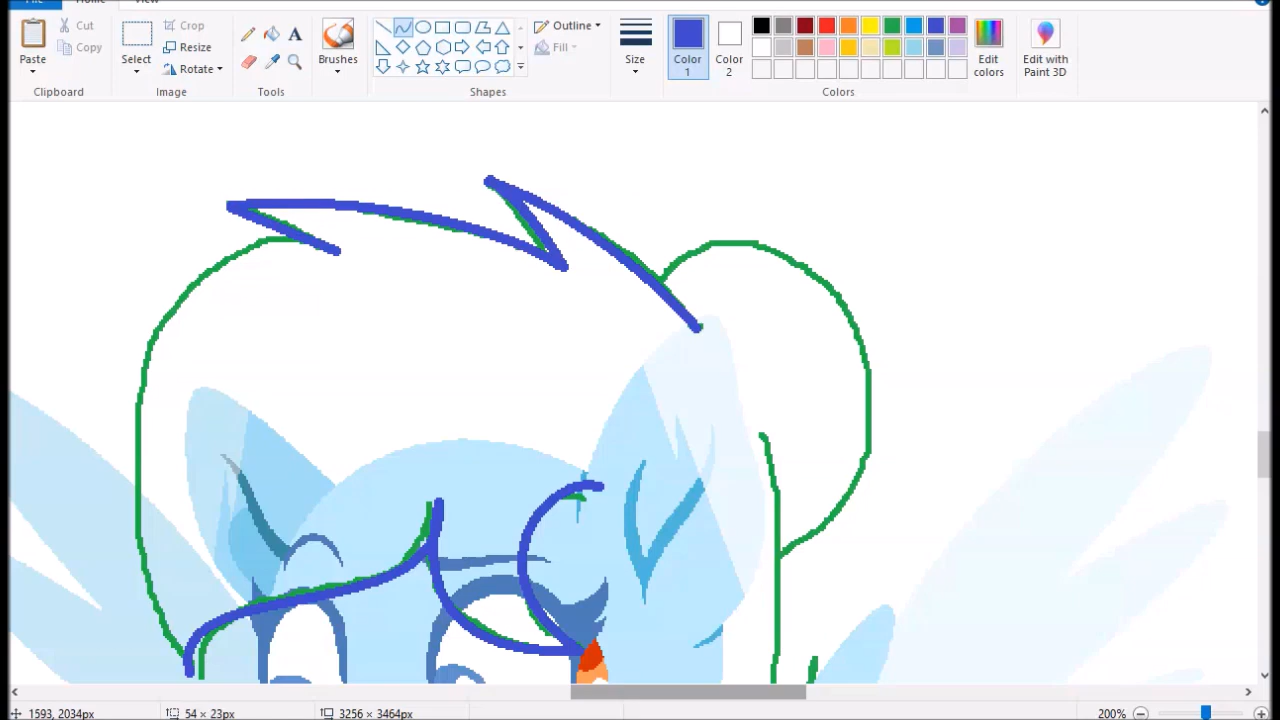 File Home View
Cut
Copy
Paste
Clipboard
Select
Crop
Resize
Rotate
Image
Tools
Brushes
Shapes
Outline
Fill
Size
Color 1
Color 2
Edit colors
Edit with Paint 3D
Colors
1593, 2034px
54 × 23px
3256 × 3464px
200%